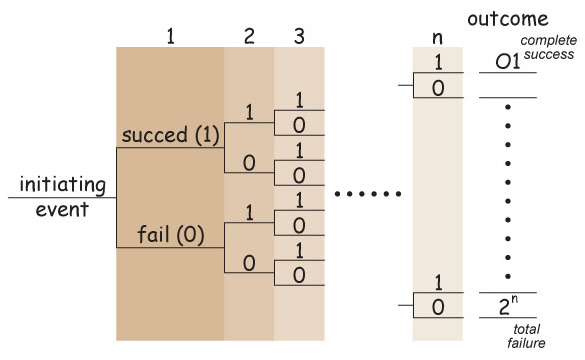 outcome
1 2 3 n
complete
success
1 O1
0
succed (1)
1
0
1
0
1
0
initiating
event
fail (0)
1
0
1
0
1
0
1
0
2ⁿ
total
failure